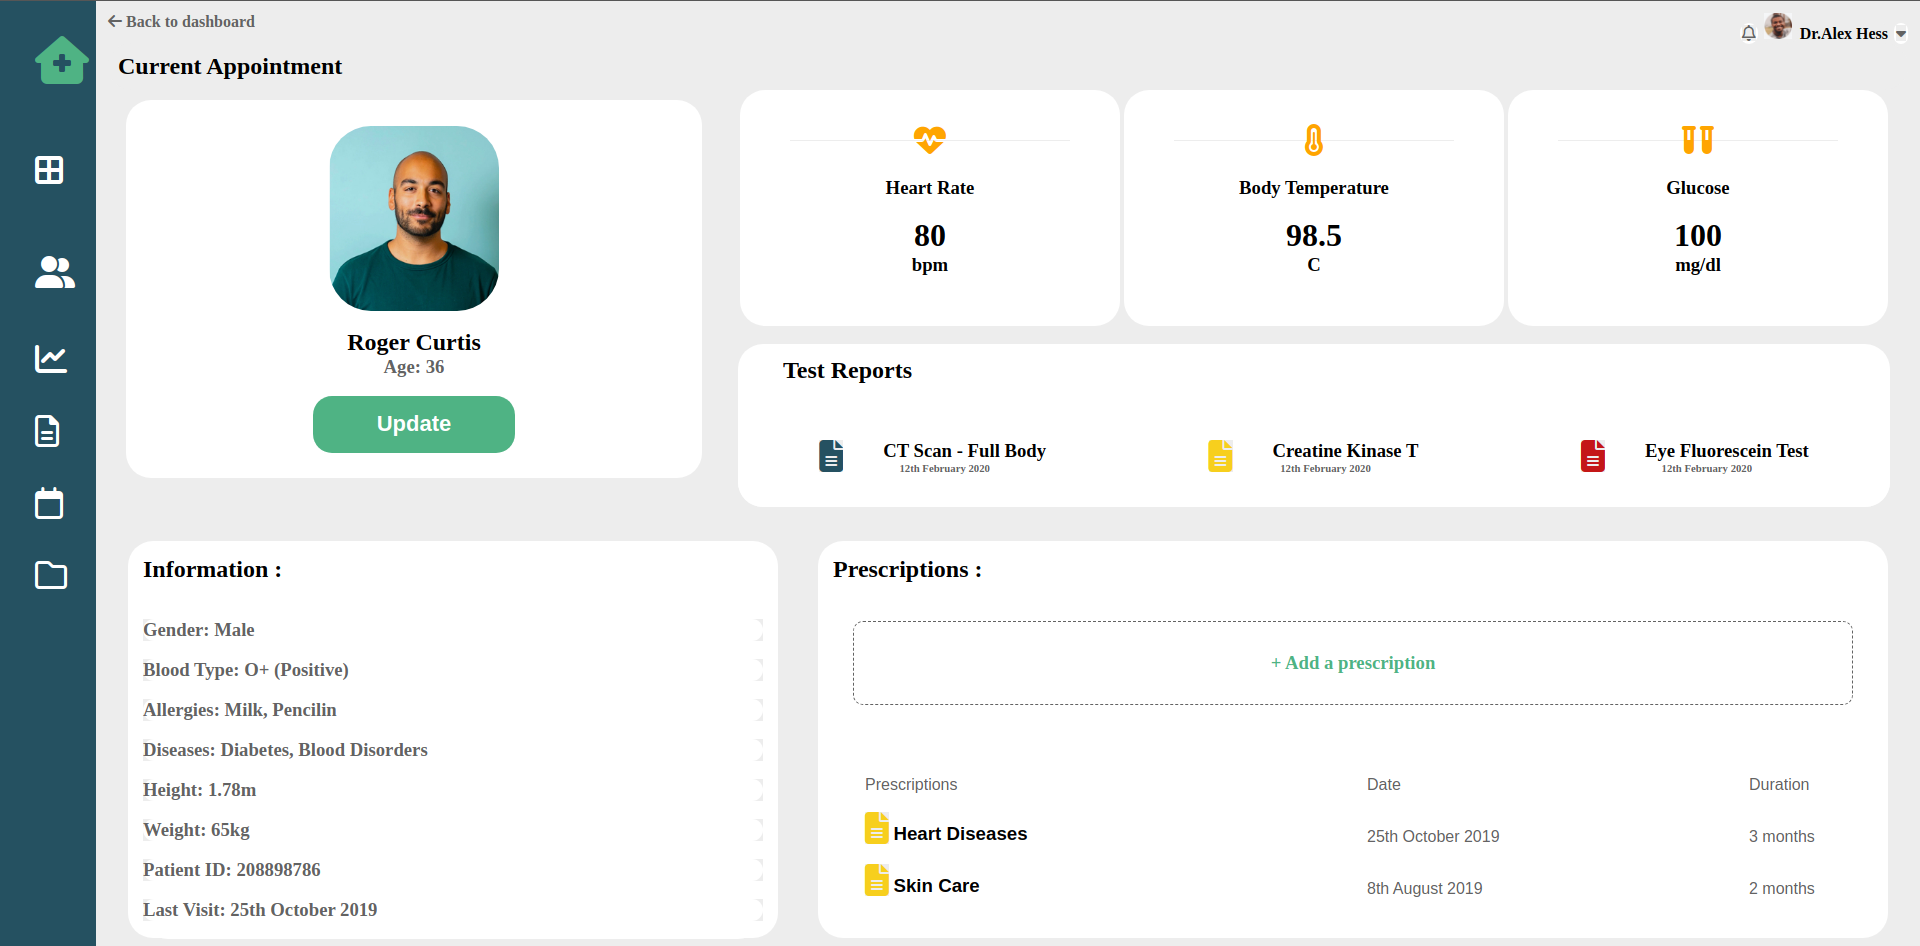 Back to dashboard
Dr.Alex Hess
Current Appointment
Roger Curtis
Age: 36
Update
Heart Rate
80
bpm
Body Temperature
98.5
C
Glucose
100
mg/dl
Test Reports
CT Scan - Full Body
12th February 2020
Creatine Kinase T
12th February 2020
Eye Fluorescein Test
12th February 2020
Information :
Gender: Male
Blood Type: O+ (Positive)
Allergies: Milk, Pencilin
Diseases: Diabetes, Blood Disorders
Height: 1.78m
Weight: 65kg
Patient ID: 208898786
Last Visit: 25th October 2019
Prescriptions :
+ Add a prescription
Prescriptions Date Duration
Heart Diseases 25th October 2019 3 months
Skin Care 8th August 2019 2 months